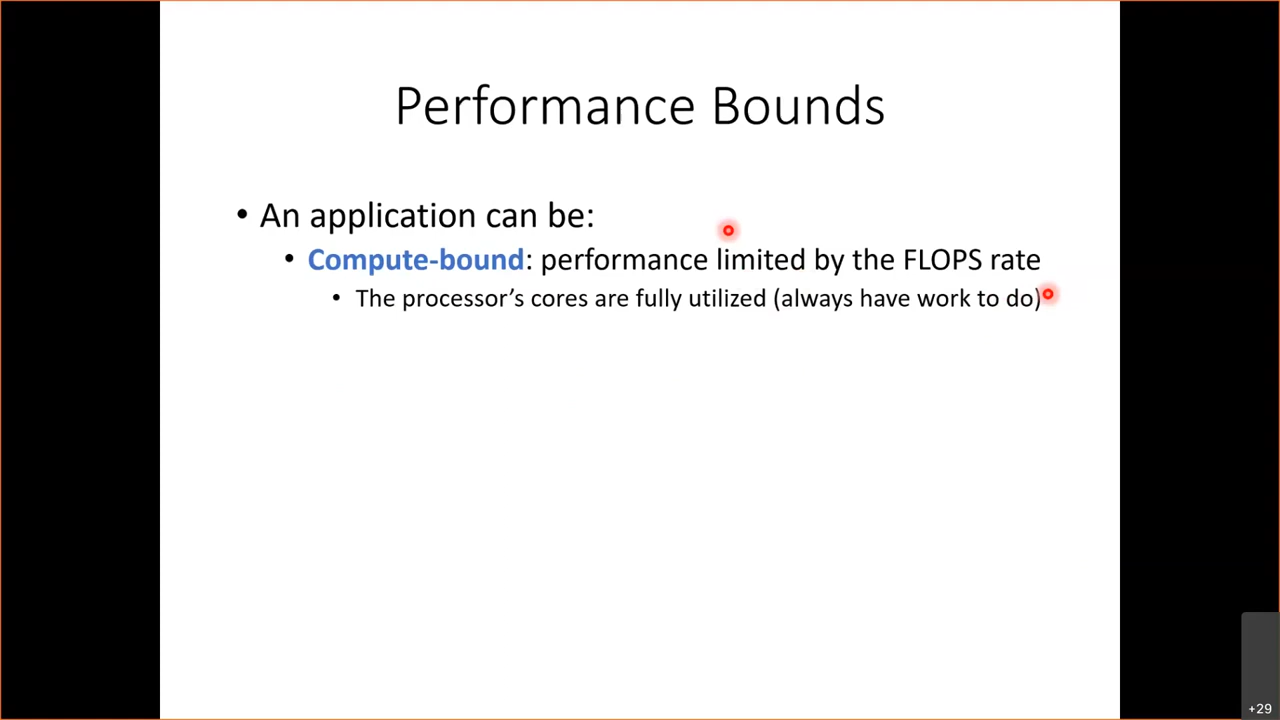 Performance Bounds
• An application can be:
• Compute-bound: performance limited by the FLOPS rate
• The processor’s cores are fully utilized (always have work to do)
+29